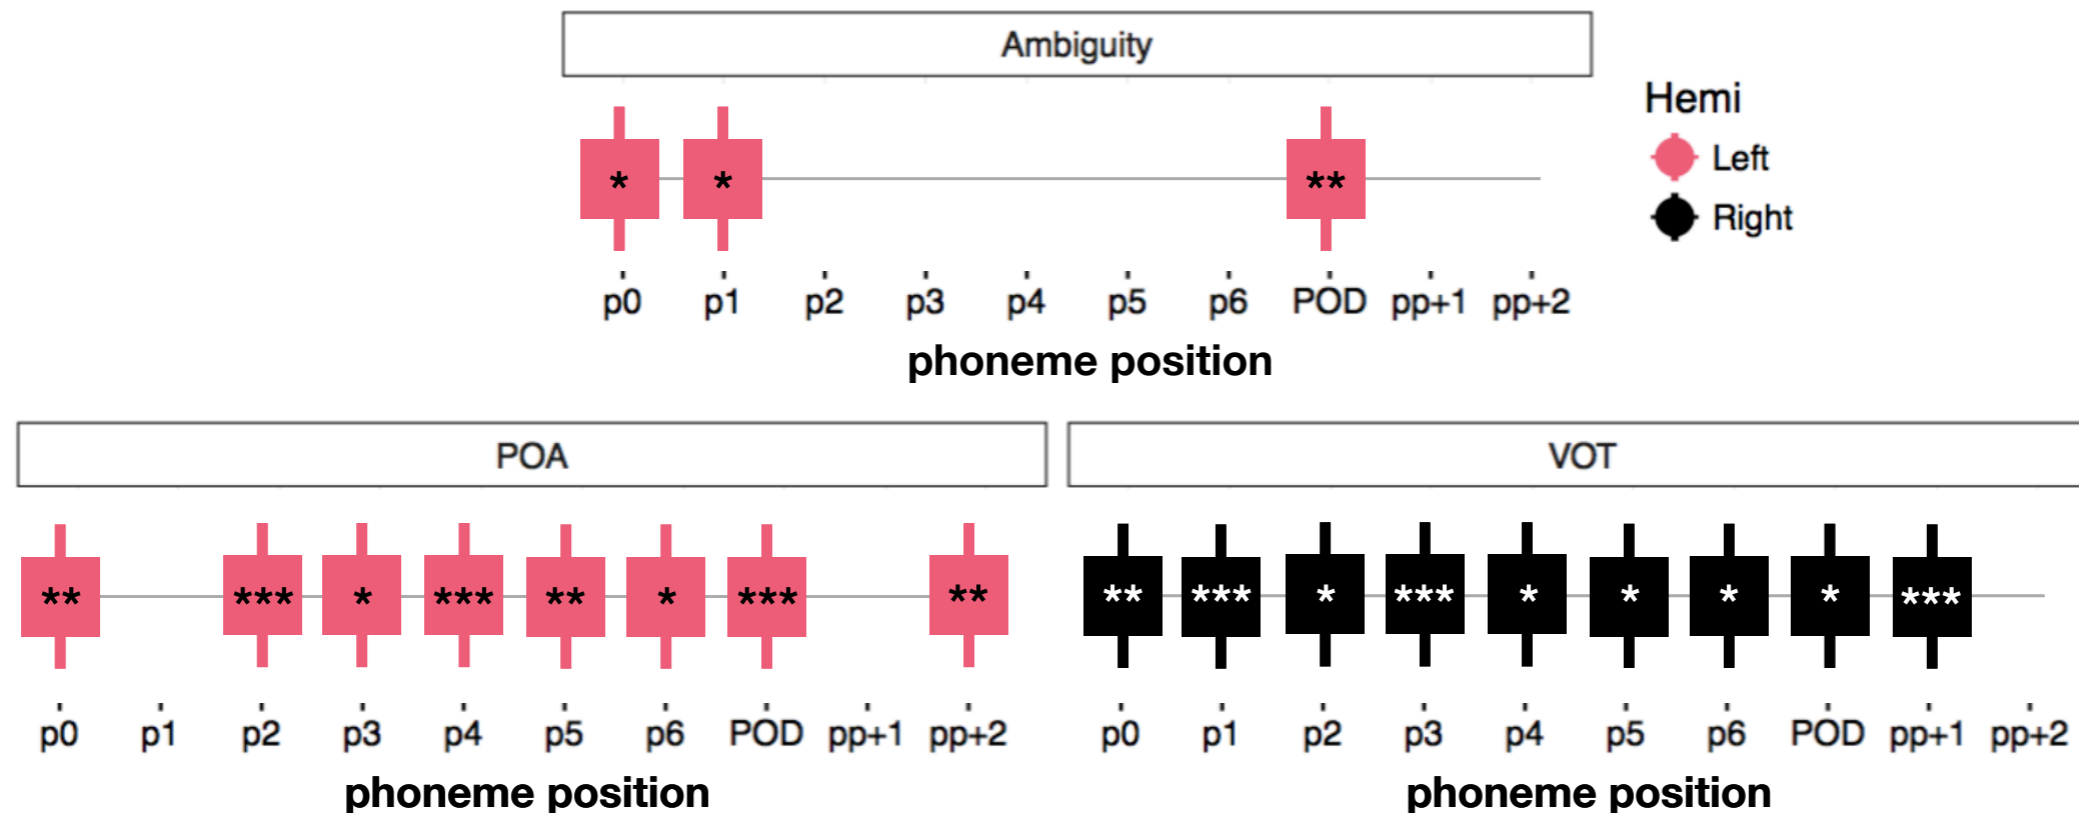 Ambiguity
Hemi
Left
Right
* * **
p0 p1 p2 p3 p4 p5 p6 POD pp+1 pp+2
phoneme position
POA
** *** * *** ** * *** **
p0 p1 p2 p3 p4 p5 p6 POD pp+1 pp+2
phoneme position
VOT
** *** * *** * * * * ***
p0 p1 p2 p3 p4 p5 p6 POD pp+1 pp+2
phoneme position